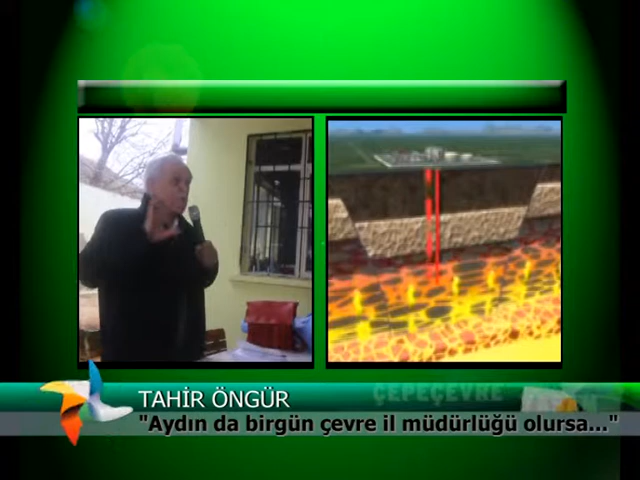 ÇEPEÇEVRE
TAHİR ÖNGÜR
"Aydın da birgün çevre il müdürlüğü olursa..."